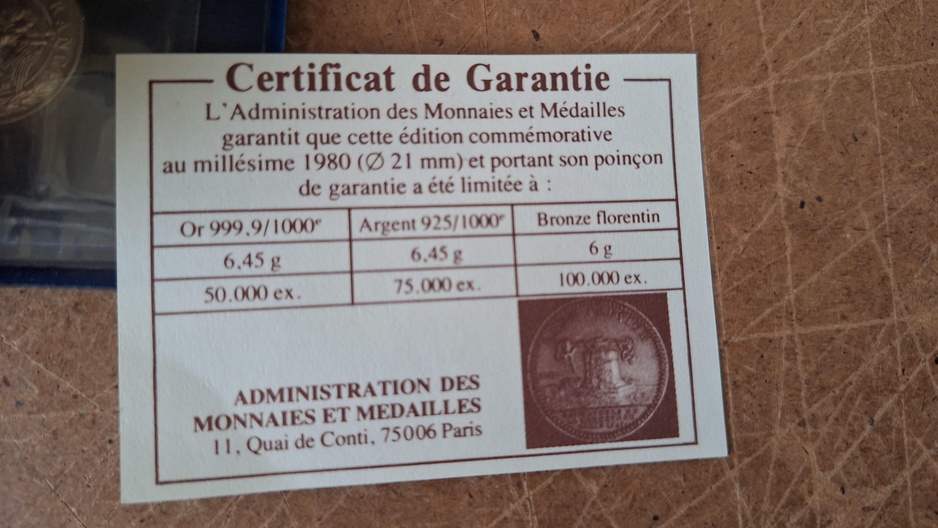 Certificat de Garantie
L'Administration des Monnaies et Médailles
garantit que cette édition commémorative
au millésime 1980 (Ø 21 mm) et portant son poinçon
de garantie a été limitée à :
Or 999,9/1000e Argent 925/1000e Bronze florentin
6,45 g 6,45 g 6 g
50.000 ex. 75.000 ex. 100.000 ex.
ADMINISTRATION DES
MONNAIES ET MEDAILLES
11, Quai de Conti, 75006 Paris